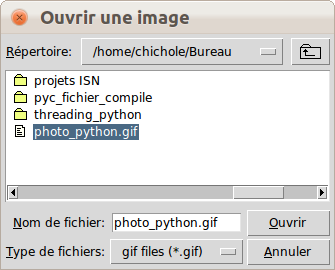 Ouvrir une image
Répertoire: /home/chichole/Bureau
projets ISN
pyc_fichier_compile
threading_python
photo_python.gif
Nom de fichier: photo_python.gif Ouvrir
Type de fichiers: gif files (*.gif) Annuler